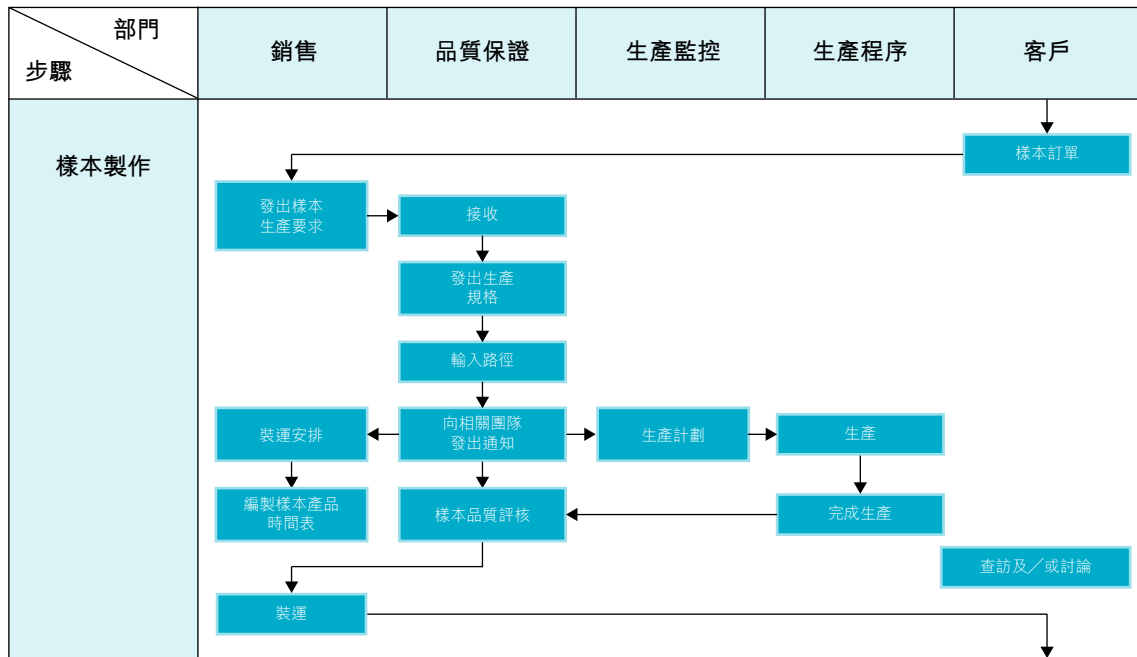 部門
步驟
銷售
品質保證
生產監控
生產程序
客戶
樣本製作
樣本訂單
發出樣本
生產要求
接收
發出生產
規格
輸入路徑
裝運安排
向相關團隊
發出通知
生產計劃
生產
編製樣本產品
時間表
樣本品質評核
完成生產
查訪及／或討論
裝運